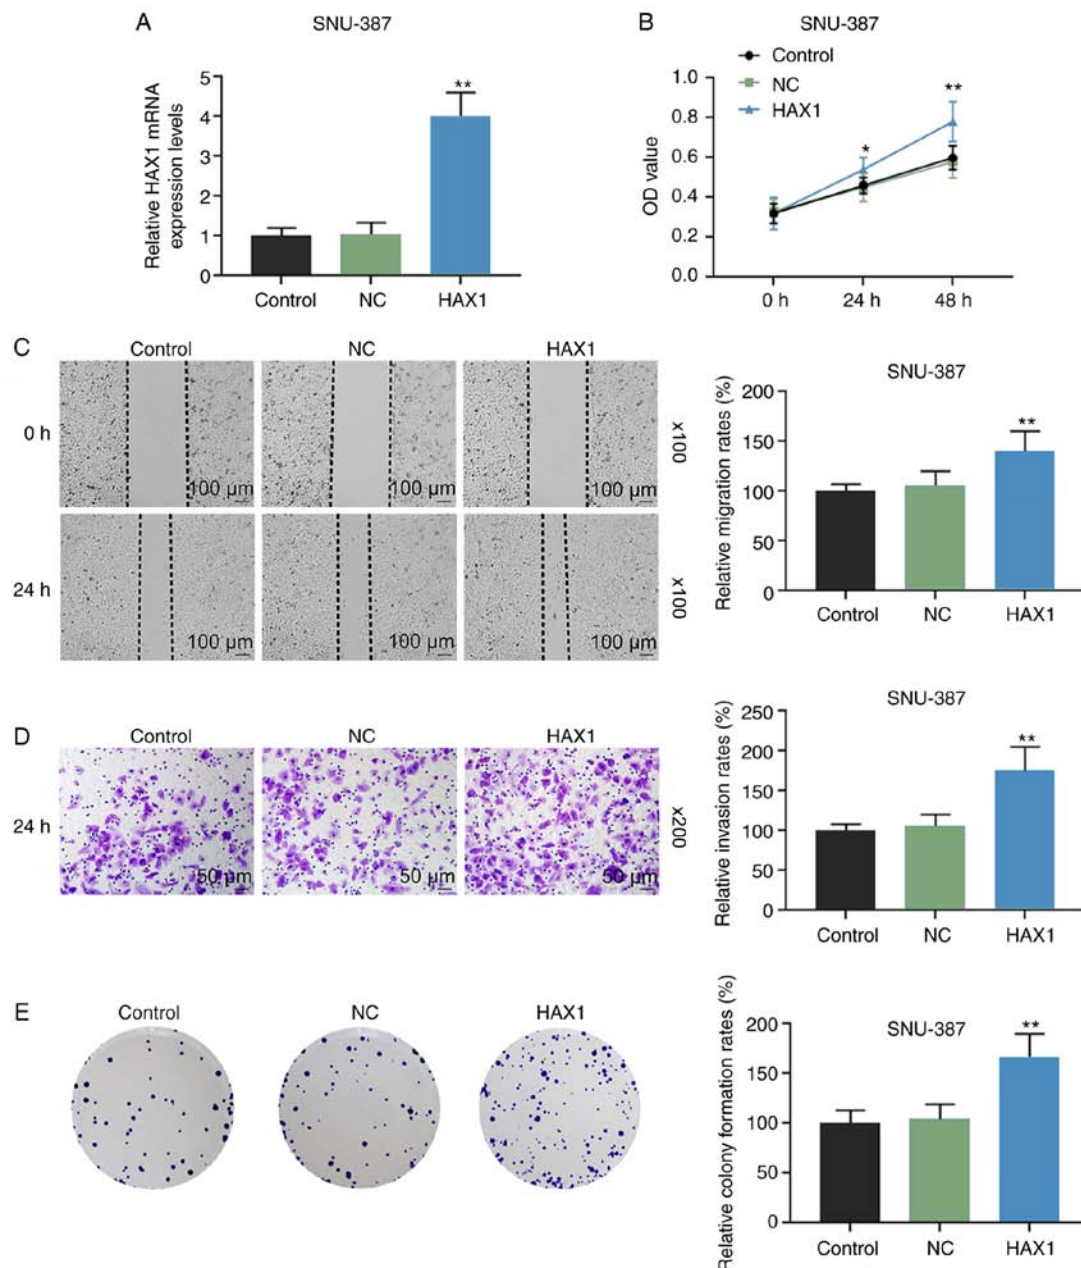 A
SNU-387
Relative HAX1 mRNA
expression levels
5
4
3
2
1
0
**
Control
NC
HAX1
B
SNU-387
Control
NC
HAX1
OD value
1.0
0.8
0.6
0.4
0.2
0.0
*
**
0 h
24 h
48 h
C
Control
NC
HAX1
0 h
100 µm
100 µm
100 µm
x100
24 h
100 µm
100 µm
100 µm
x100
SNU-387
Relative migration rates (%)
200
150
100
50
0
**
Control
NC
HAX1
D
Control
NC
HAX1
24 h
50 µm
50 µm
50 µm
x200
SNU-387
Relative invasion rates (%)
250
200
150
100
50
0
**
Control
NC
HAX1
E
Control
NC
HAX1
SNU-387
Relative colony formation rates (%)
200
150
100
50
0
**
Control
NC
HAX1